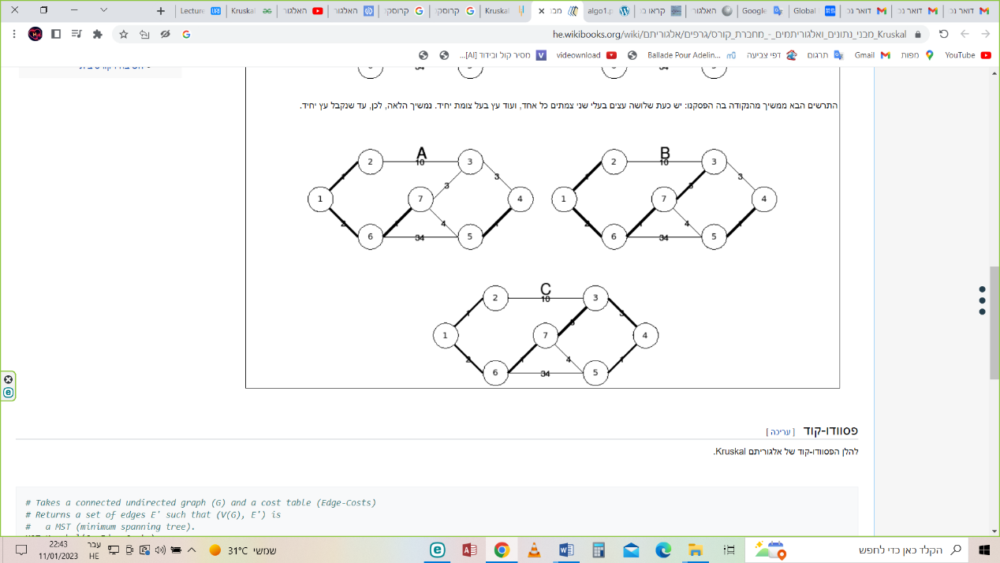 Lecture
Kruskal
האלגור
האלגור
קרוסק
קרוסק
Kruskal
מבנ
algo1.p
קראו
האלגור
Google
Global
דואר נכ
דואר נכ
דואר נכ
he.wikibooks.org/wiki/מבני_נתונים_ואלגוריתמים_-_מחברת_קורס/גרפים/אלגוריתם_Kruskal
YouTube
מפות
Gmail
תרגום
דפי צביעה
Ballade Pour Adelin...
videownload
מסיר קול וכידוד [AI]...
34
34
התרשים הבא ממשיך מהנקודה בה הפסקנו: יש כעת שלושה עצים בעלי שני צמתים כל אחד, ועוד עץ בעל צומת יחיד. נמשיך הלאה, לכן, עד שנקבל עץ יחיד.
A
2 10 3
1 3 3
1 7 4
2 1 4 1
6 34 5
B
2 10 3
1 3 3
1 7 4
2 1 4 1
6 34 5
C
2 10 3
1 3 3
1 7 4
2 1 4 1
6 34 5
פסוודו-קוד [ עריכה ]
להלן הפסוודו-קוד של אלגוריתם Kruskal.
# Takes a connected undirected graph (G) and a cost table (Edge-Costs)
# Returns a set of edges E' such that (V(G), E') is
# a MST (minimum spanning tree).
הקלד כאן כדי לחפש
31°C שמשי
עבר
HE
22:43
11/01/2023